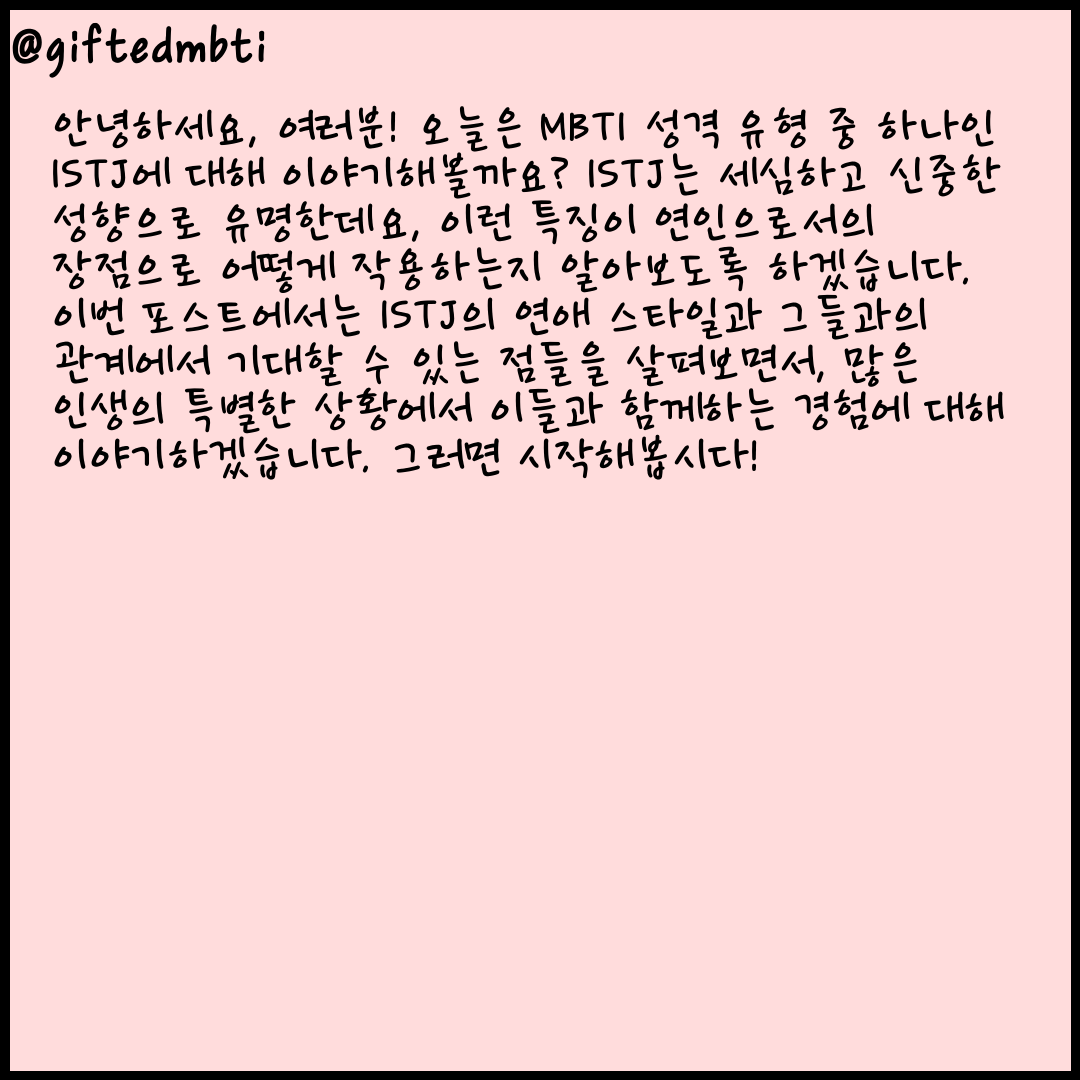 @giftedmbti
안녕하세요, 여러분! 오늘은 MBTI 성격 유형 중 하나인
ISTJ에 대해 이야기해볼까요? ISTJ는 세심하고 신중한
성향으로 유명한데요, 이런 특징이 연인으로서의
장점으로 어떻게 작용하는지 알아보도록 하겠습니다.
이번 포스트에서는 ISTJ의 연애 스타일과 그들과의
관계에서 기대할 수 있는 점들을 살펴보면서, 많은
인생의 특별한 상황에서 이들과 함께하는 경험에 대해
이야기하겠습니다. 그러면 시작해봅시다!